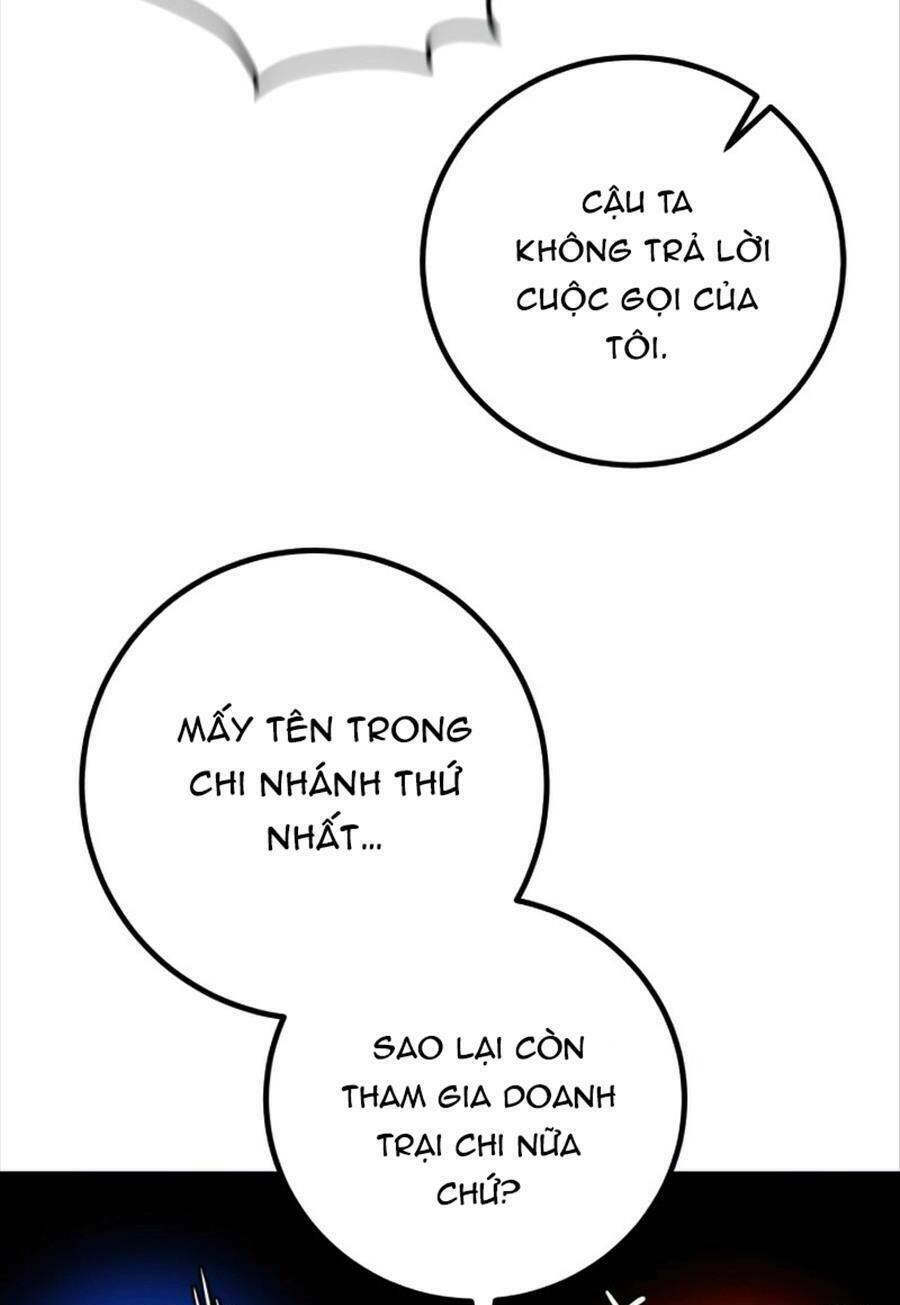 CẬU TA
KHÔNG TRẢ LỜI
CUỘC GỌI CỦA
TÔI.
MẤY TÊN TRONG
CHI NHÁNH THỨ
NHẤT...
SAO LẠI CÒN
THAM GIA DOANH
TRẠI CHI NỮA
CHỨ?